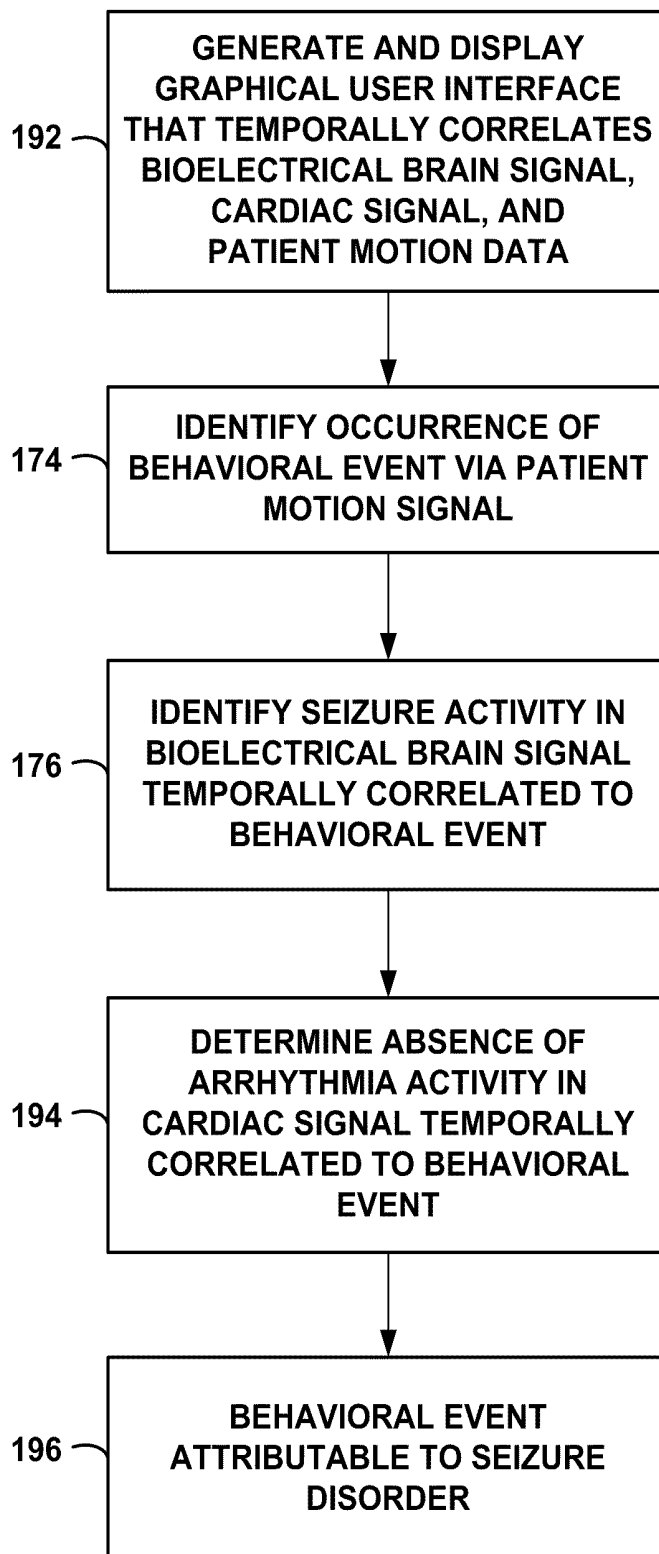 GENERATE AND DISPLAY
GRAPHICAL USER INTERFACE
THAT TEMPORALLY CORRELATES
192
BIOELECTRICAL BRAIN SIGNAL,
CARDIAC SIGNAL, AND
PATIENT MOTION DATA
IDENTIFY OCCURRENCE OF
174
BEHAVIORAL EVENT VIA PATIENT
MOTION SIGNAL
IDENTIFY SEIZURE ACTIVITY IN
BIOELECTRICAL BRAIN SIGNAL
176
TEMPORALLY CORRELATED TO
BEHAVIORAL EVENT
DETERMINE ABSENCE OF
ARRHYTHMIA ACTIVITY IN
194
CARDIAC SIGNAL TEMPORALLY
CORRELATED TO BEHAVIORAL
EVENT
BEHAVIORAL EVENT
196
ATTRIBUTABLE TO SEIZURE
DISORDER